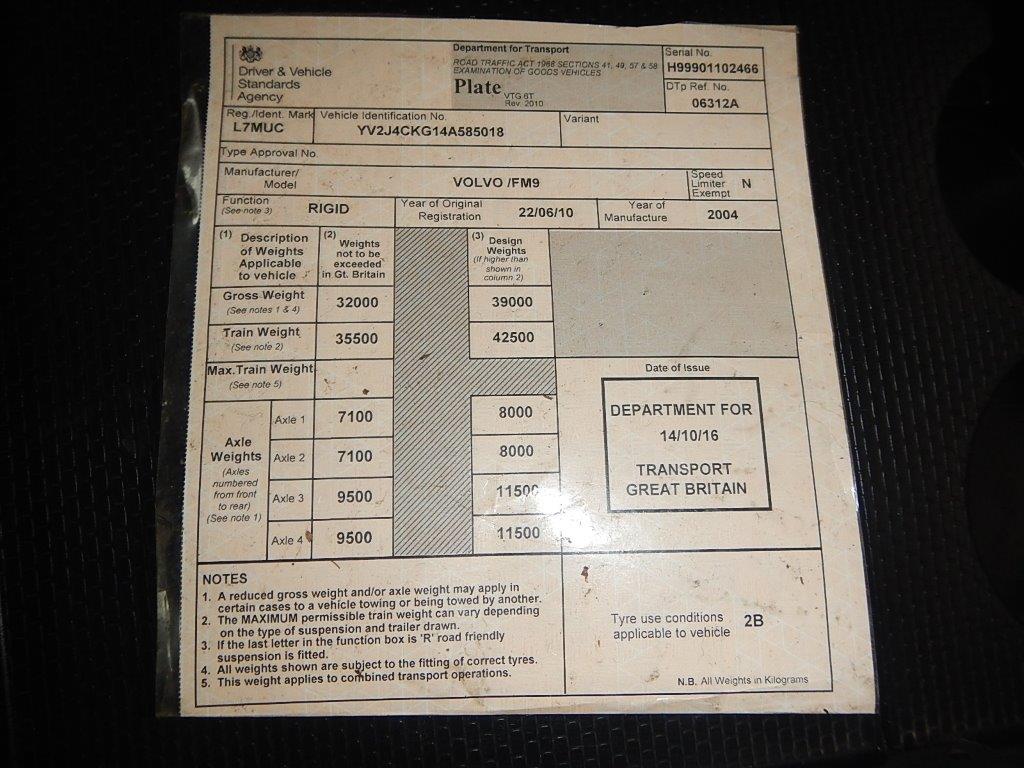 Driver & Vehicle
Standards
Agency
Department for Transport
ROAD TRAFFIC ACT 1988 SECTIONS 41, 49, 57 & 58
EXAMINATION OF GOODS VEHICLES
Plate VTG 6T
Rev. 2010
Serial No.
H99901102466
DTp Ref. No.
06312A
Reg./Ident. Mark
L7MUC
Vehicle Identification No.
YV2J4CKG14A585018
Variant
Type Approval No.
Manufacturer/
Model
VOLVO /FM9
Speed
Limiter
Exempt
N
Function
(See note 3)
RIGID
Year of Original
Registration
22/06/10
Year of
Manufacture
2004
(1) Description
of Weights
Applicable
to vehicle
(2) Weights
not to be
exceeded
in Gt. Britain
(3) Design
Weights
(If higher than
shown in
column 2)
Gross Weight
(See notes 1 & 4)
32000
39000
Train Weight
(See note 2)
35500
42500
Max.Train Weight
(See note 5)
Axle
Weights
(Axles
numbered
from front
to rear)
(See note 1)
Axle 1
7100
8000
Axle 2
7100
8000
Axle 3
9500
11500
Axle 4
9500
11500
Date of Issue
DEPARTMENT FOR
14/10/16
TRANSPORT
GREAT BRITAIN
NOTES
1. A reduced gross weight and/or axle weight may apply in
certain cases to a vehicle towing or being towed by another.
2. The MAXIMUM permissible train weight can vary depending
on the type of suspension and trailer drawn.
3. If the last letter in the function box is 'R' road friendly
suspension is fitted.
4. All weights shown are subject to the fitting of correct tyres.
5. This weight applies to combined transport operations.
Tyre use conditions
applicable to vehicle
2B
N.B. All Weights in Kilograms